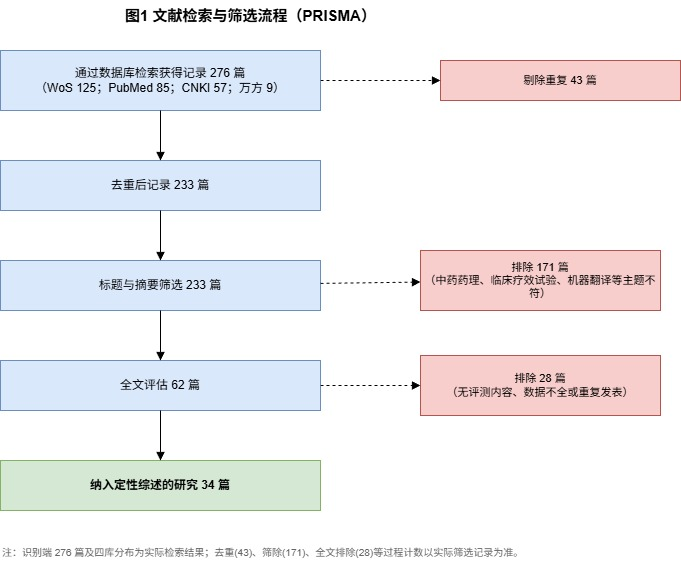 图1 文献检索与筛选流程（PRISMA）
通过数据库检索获得记录 276 篇
（WoS 125；PubMed 85；CNKI 57；万方 9）
剔除重复 43 篇
去重后记录 233 篇
标题与摘要筛选 233 篇
排除 171 篇
（中药药理、临床疗效试验、机器翻译等主题不
符）
全文评估 62 篇
排除 28 篇
（无评测内容、数据不全或重复发表）
纳入定性综述的研究 34 篇
注：识别端 276 篇及四库分布为实际检索结果；去重(43)、筛除(171)、全文排除(28)等过程计数以实际筛选记录为准。